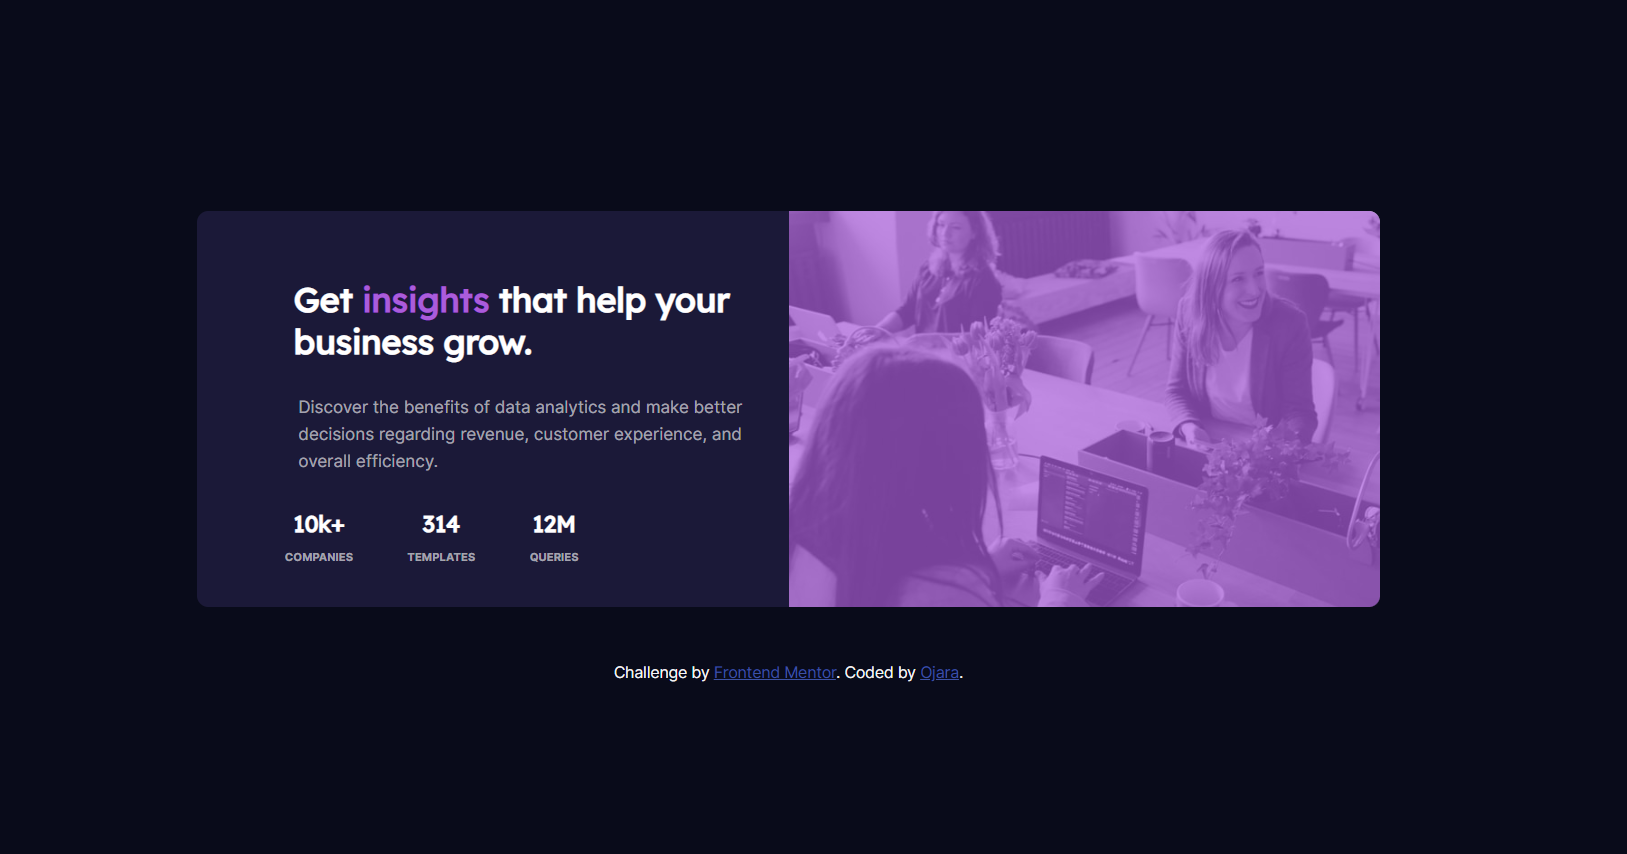 Get insights that help your
business grow.
Discover the benefits of data analytics and make better
decisions regarding revenue, customer experience, and
overall efficiency.
10k+ 314 12M
COMPANIES TEMPLATES QUERIES
Challenge by Frontend Mentor. Coded by Ojara.